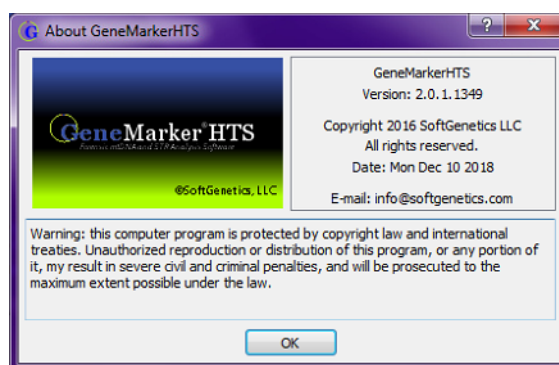 About GeneMarkerHTS
GeneMarker®HTS
Forensic mtDNA and STR Analysis Software
©SoftGenetics, LLC
GeneMarkerHTS
Version: 2.0.1.1349
Copyright 2016 SoftGenetics LLC
All rights reserved.
Date: Mon Dec 10 2018
E-mail: info@softgenetics.com
Warning: this computer program is protected by copyright law and international
treaties. Unauthorized reproduction or distribution of this program, or any portion of
it, my result in severe civil and criminal penalties, and will be prosecuted to the
maximum extent possible under the law.
OK